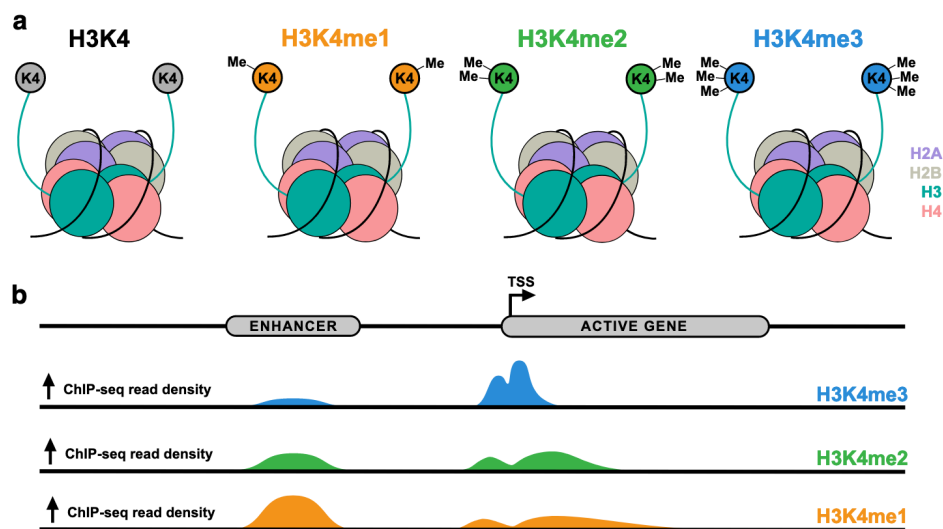 a
H3K4
H3K4me1
H3K4me2
H3K4me3
K4
K4
Me
K4
K4
Me
Me
Me
K4
K4
Me
Me
Me
Me
Me
K4
K4
Me
Me
Me
H2A
H2B
H3
H4
b
TSS
ENHANCER
ACTIVE GENE
ChIP-seq read density
H3K4me3
ChIP-seq read density
H3K4me2
ChIP-seq read density
H3K4me1